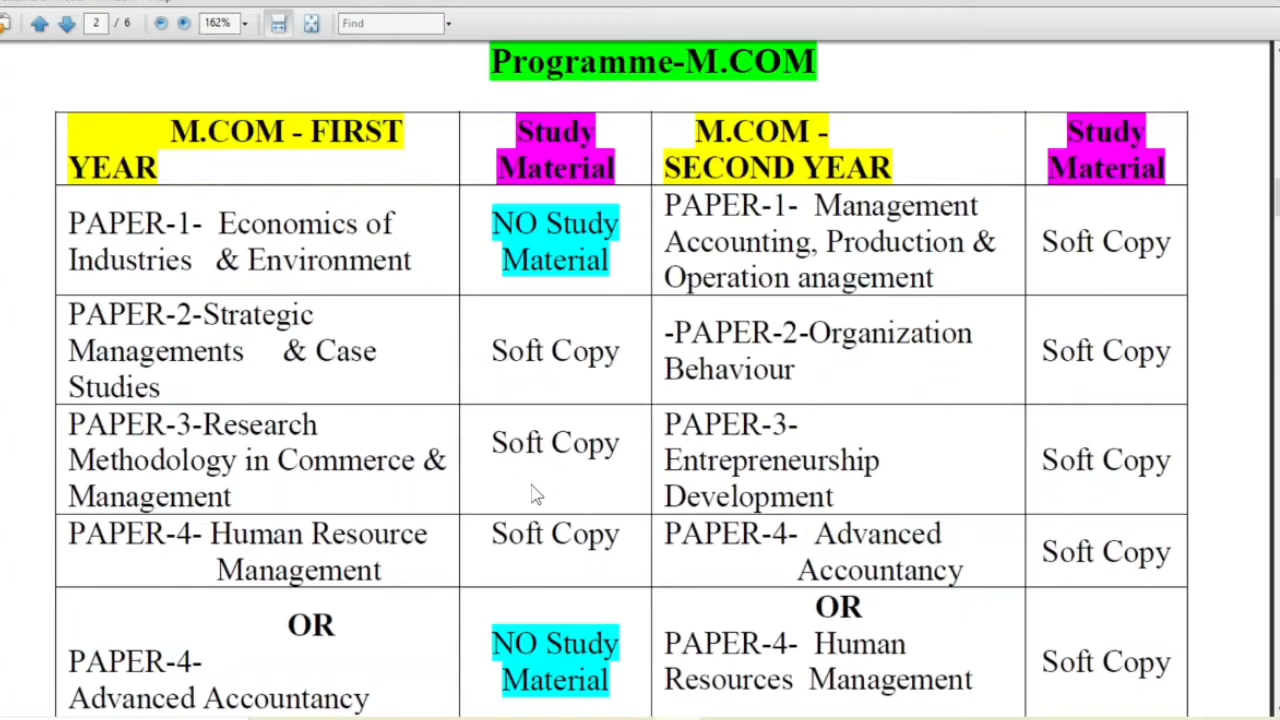 2 / 6
162%
Find
Programme-M.COM
M.COM - FIRST
YEAR
Study
Material
M.COM -
SECOND YEAR
Study
Material
PAPER-1- Economics of
Industries & Environment
NO Study
Material
PAPER-1- Management
Accounting, Production &
Operation anagement
Soft Copy
PAPER-2-Strategic
Managements & Case
Studies
Soft Copy
-PAPER-2-Organization
Behaviour
Soft Copy
PAPER-3-Research
Methodology in Commerce &
Management
Soft Copy
PAPER-3-
Entrepreneurship
Development
Soft Copy
PAPER-4- Human Resource
Management
Soft Copy
PAPER-4- Advanced
Accountancy
Soft Copy
OR
PAPER-4-
Advanced Accountancy
NO Study
Material
OR
PAPER-4- Human
Resources Management
Soft Copy